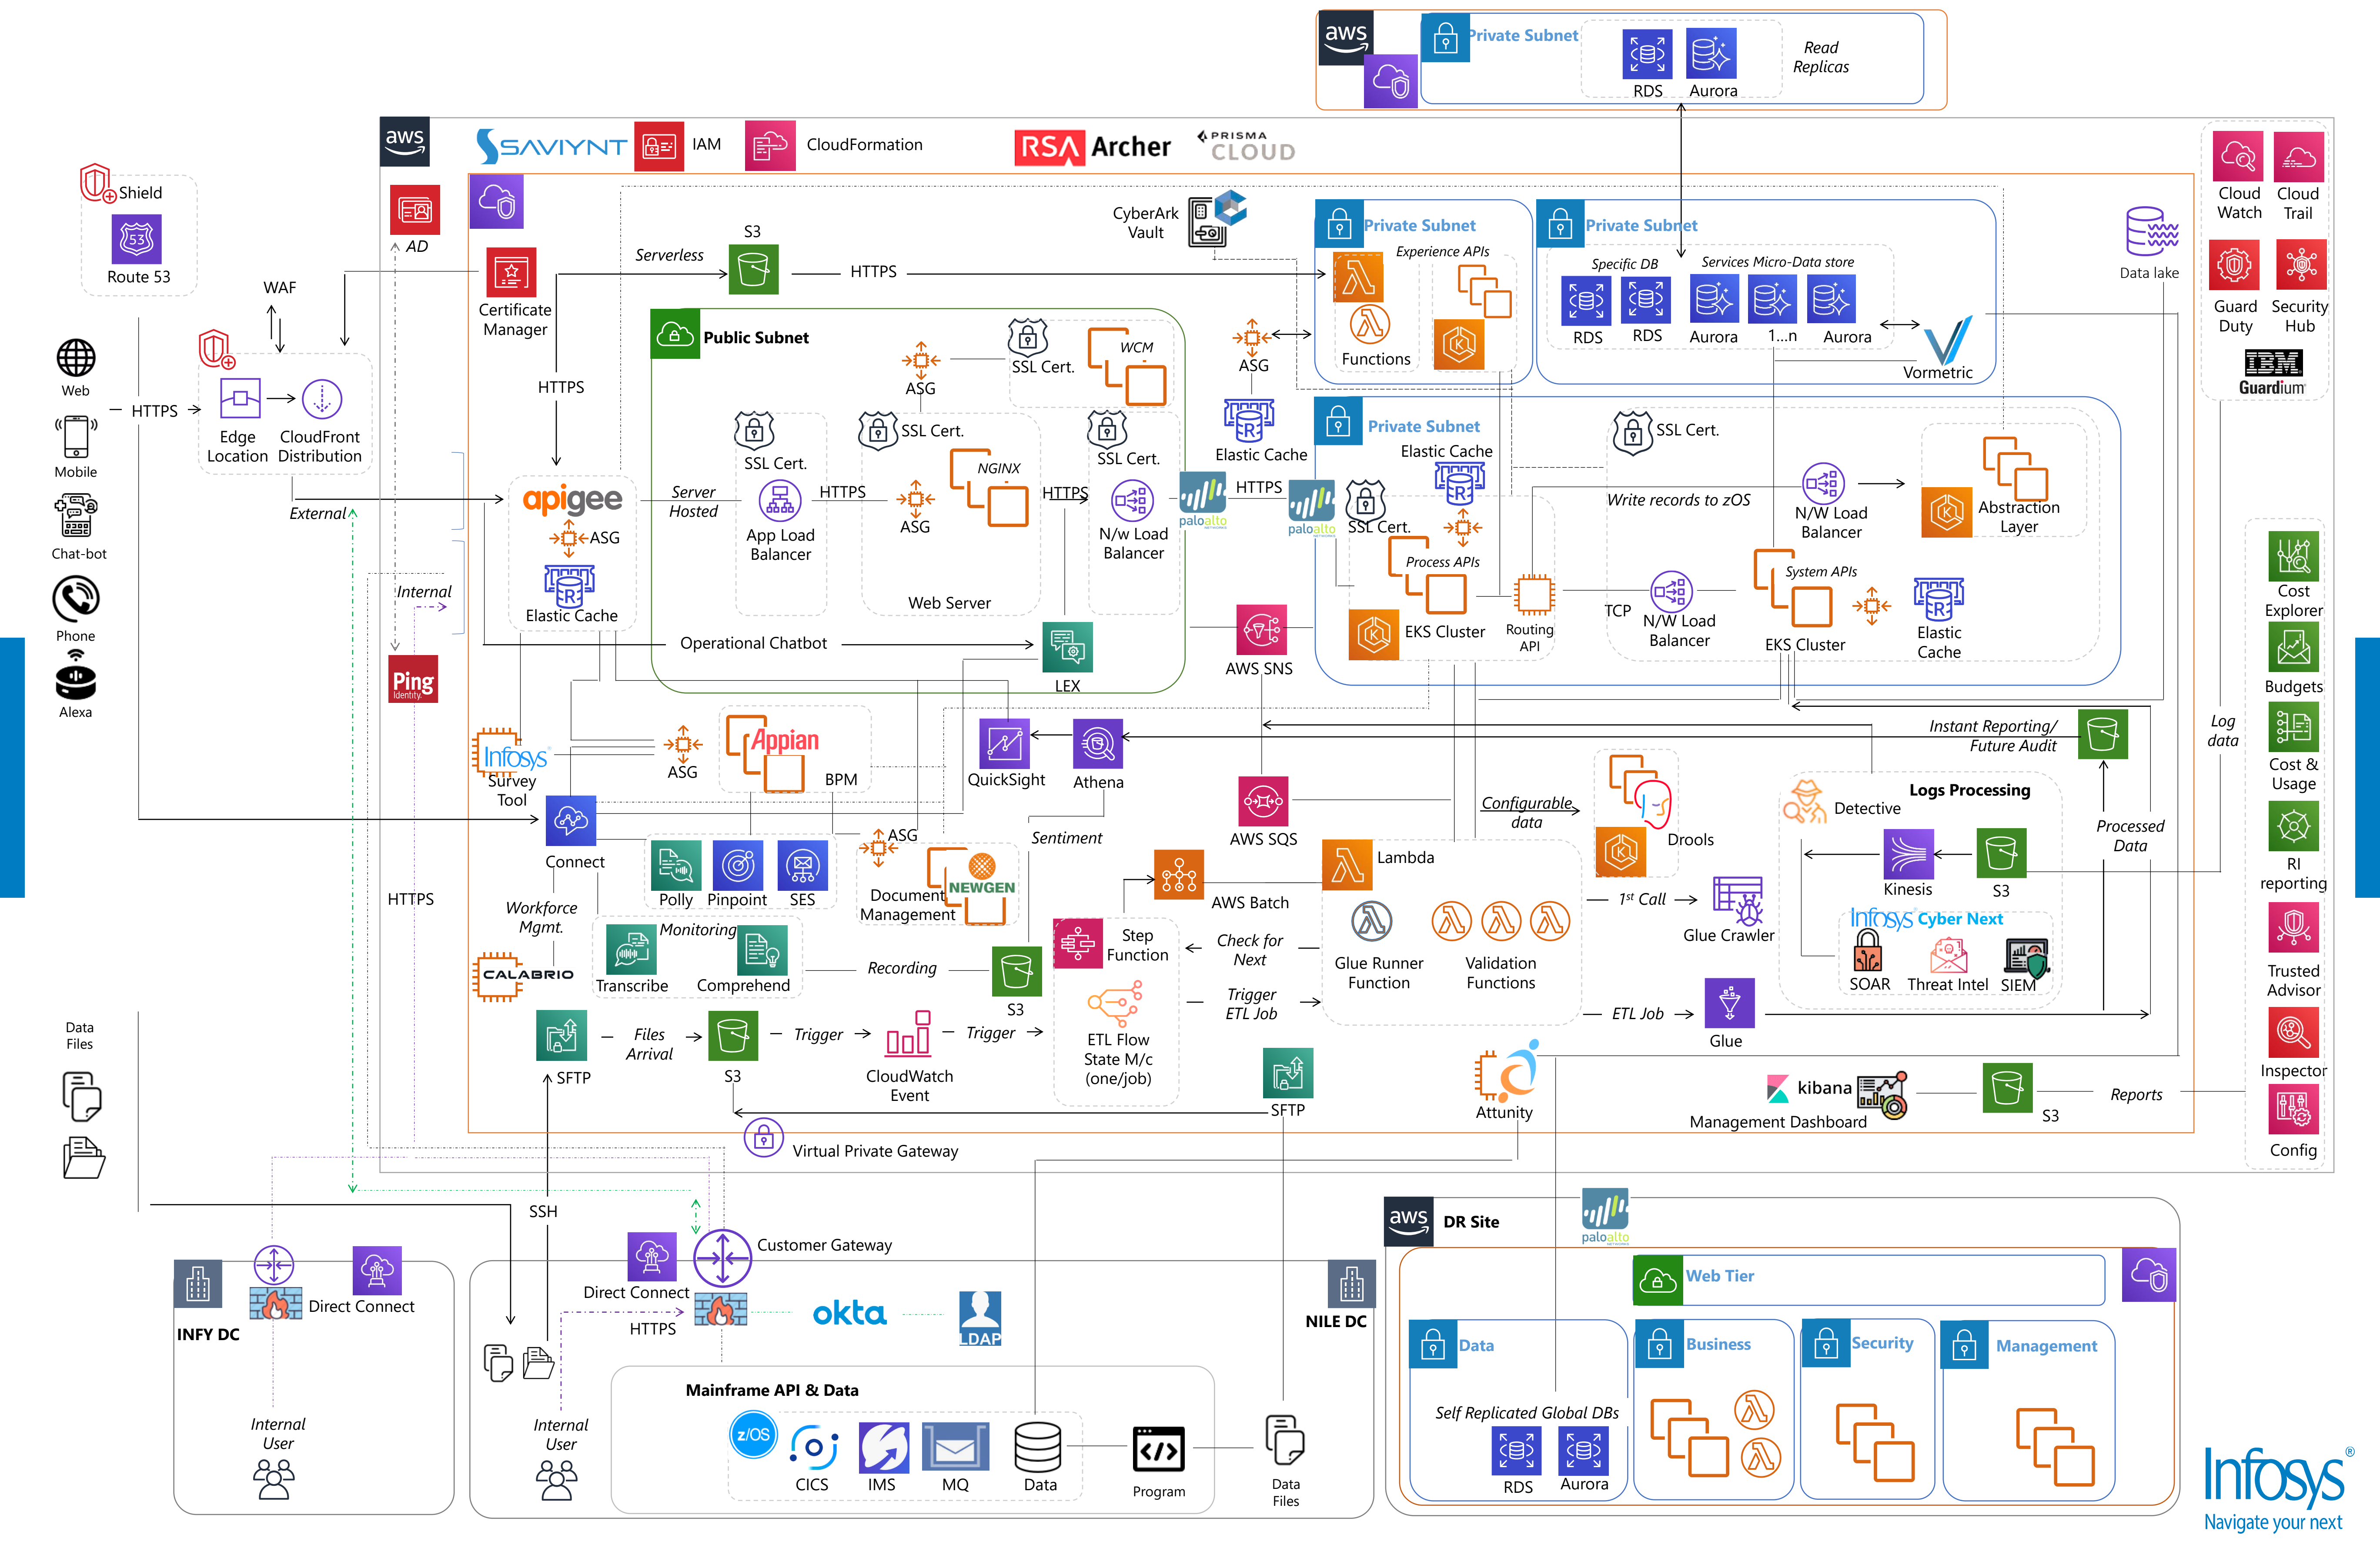 aws
Private Subnet
RDS
Aurora
Read
Replicas
aws
SAVIYNT
IAM
CloudFormation
RSA Archer
PRISMA
CLOUD
Shield
53
Route 53
WAF
AD
Certificate
Manager
Serverless
S3
HTTPS
HTTPS
CyberArk
Vault
Private Subnet
Experience APIs
Functions
Private Subnet
Specific DB
Services Micro-Data store
RDS
RDS
Aurora
1...n
Aurora
Vormetric
Data lake
Cloud
Watch
Cloud
Trail
Guard
Duty
Security
Hub
IBM
Guardium
Web
Mobile
Chat-bot
Phone
Alexa
HTTPS
Edge
Location
CloudFront
Distribution
External
Internal
Public Subnet
ASG
SSL Cert.
WCM
apigee
ASG
Elastic Cache
Server
Hosted
SSL Cert.
App Load
Balancer
HTTPS
SSL Cert.
ASG
NGINX
Web Server
HTTPS
SSL Cert.
N/w Load
Balancer
Operational Chatbot
LEX
paloalto
NETWORKS
HTTPS
paloalto
NETWORKS
ASG
Elastic Cache
R
Private Subnet
Elastic Cache
R
SSL Cert.
Process APIs
EKS Cluster
Routing
API
SSL Cert.
Write records to zOS
N/W Load
Balancer
Abstraction
Layer
TCP
N/W Load
Balancer
System APIs
EKS Cluster
R
Elastic
Cache
AWS SNS
Ping
Identity
Infosys
Survey
Tool
ASG
Appian
BPM
QuickSight
Athena
Instant Reporting/
Future Audit
Log
data
Cost
Explorer
Budgets
Cost &
Usage
RI
reporting
Trusted
Advisor
Inspector
Config
Connect
Polly
Pinpoint
SES
ASG
NEWGEN
Document
Management
Sentiment
AWS SQS
Configurable
data
Drools
Detective
Logs Processing
Kinesis
S3
Infosys Cyber Next
SOAR
Threat Intel
SIEM
Processed
Data
HTTPS
Workforce
Mgmt.
CALABRIO
Monitoring
Transcribe
Comprehend
Recording
S3
Step
Function
ETL Flow
State M/c
(one/job)
AWS Batch
Check for
Next
Trigger
ETL Job
Lambda
Glue Runner
Function
Validation
Functions
1st Call
Glue Crawler
ETL Job
Glue
Data
Files
SFTP
Files
Arrival
S3
Trigger
CloudWatch
Event
Trigger
SFTP
Attunity
kibana
Management Dashboard
S3
Reports
Virtual Private Gateway
SSH
Customer Gateway
Direct Connect
INFY DC
Internal
User
Direct Connect
HTTPS
okta
LDAP
NILE DC
Internal
User
Mainframe API & Data
z/OS
CICS
IMS
MQ
Data
Program
Data
Files
aws
DR Site
paloalto
NETWORKS
Web Tier
Data
Self Replicated Global DBs
RDS
Aurora
Business
Security
Management
Infosys®
Navigate your next